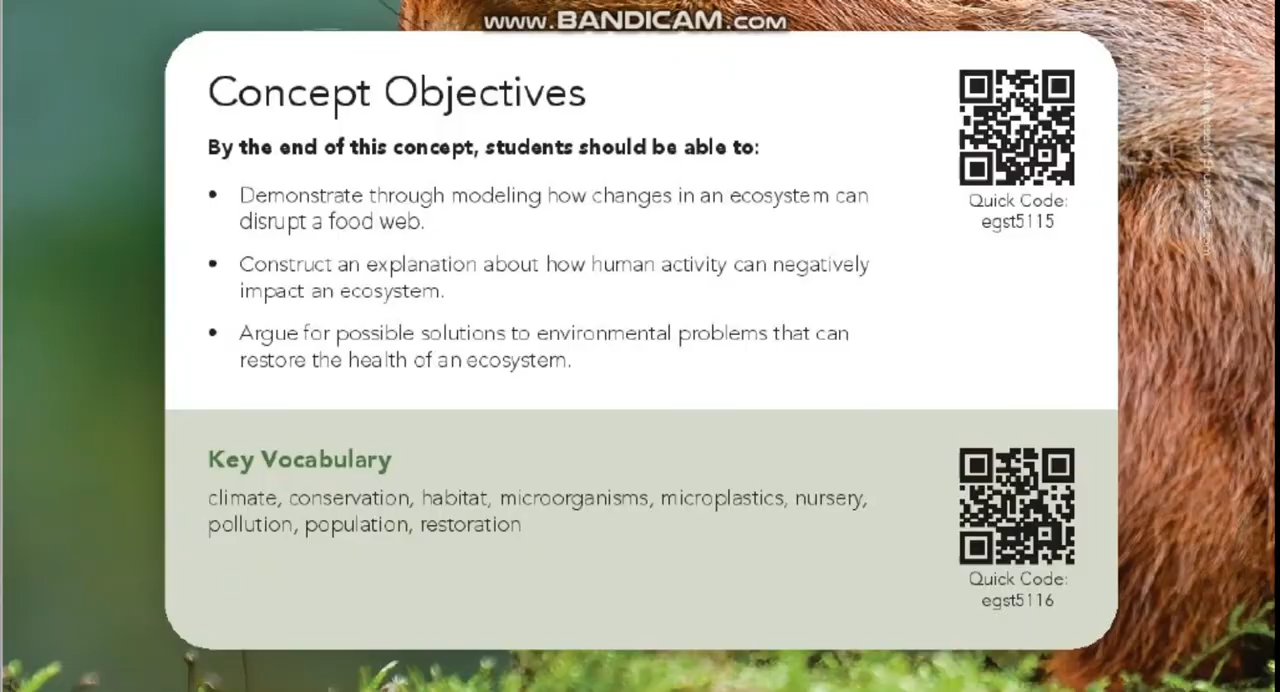 www.BANDICAM.com
Concept Objectives
By the end of this concept, students should be able to:
• Demonstrate through modeling how changes in an ecosystem can
disrupt a food web.
• Construct an explanation about how human activity can negatively
impact an ecosystem.
• Argue for possible solutions to environmental problems that can
restore the health of an ecosystem.
Quick Code:
egst5115
Key Vocabulary
climate, conservation, habitat, microorganisms, microplastics, nursery,
pollution, population, restoration
Quick Code:
egst5116